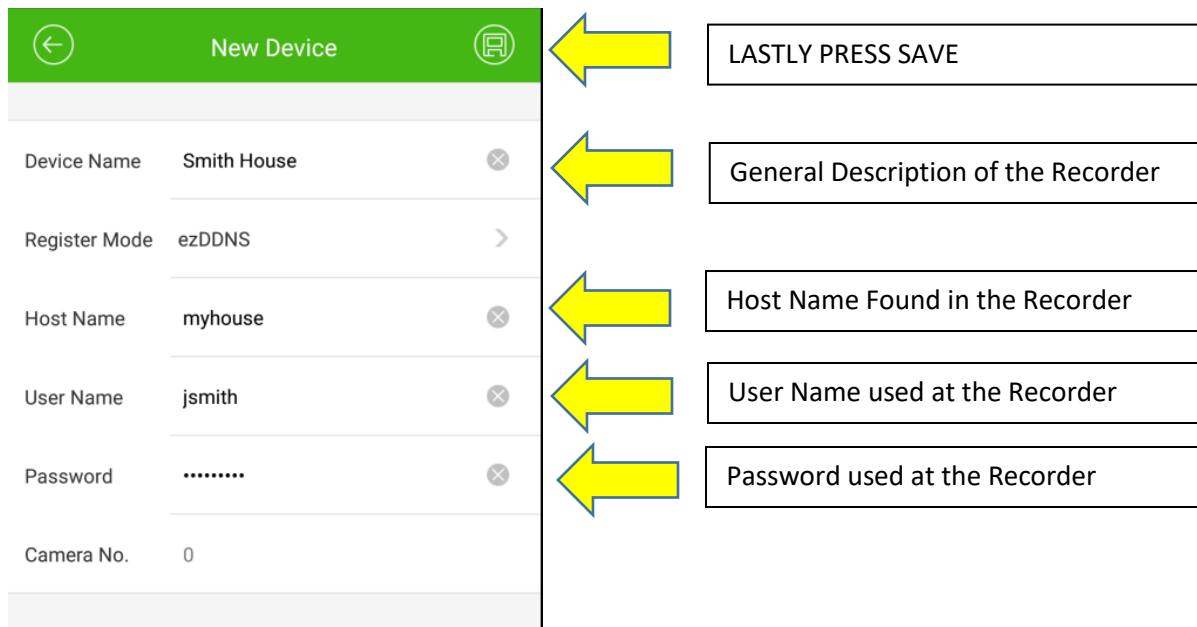 New Device
LASTLY PRESS SAVE
Device Name Smith House
General Description of the Recorder
Register Mode ezDDNS
Host Name myhouse
Host Name Found in the Recorder
User Name jsmith
User Name used at the Recorder
Password •••••••••
Password used at the Recorder
Camera No. 0